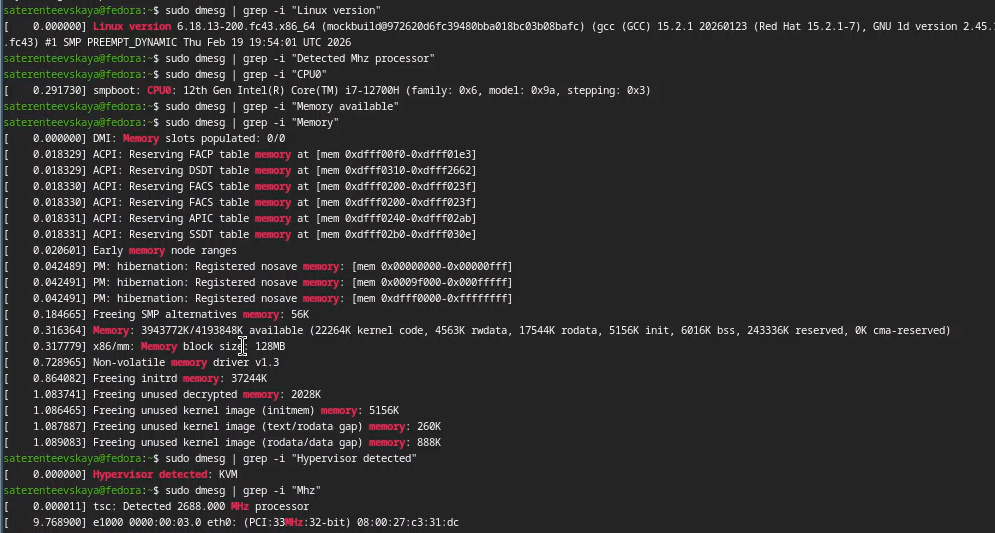 saterenteevskaya@fedora:~$ sudo dmesg | grep -i "Linux version"
[    0.000000] Linux version 6.18.13-200.fc43.x86_64 (mockbuild@972620d6fc39480bba018bc03b08bafc) (gcc (GCC) 15.2.1 20260123 (Red Hat 15.2.1-7), GNU ld version 2.45.
.fc43) #1 SMP PREEMPT_DYNAMIC Thu Feb 19 19:54:01 UTC 2026
saterenteevskaya@fedora:~$ sudo dmesg | grep -i "Detected Mhz processor"
saterenteevskaya@fedora:~$ sudo dmesg | grep -i "CPU0"
[    0.291730] smpboot: CPU0: 12th Gen Intel(R) Core(TM) i7-12700H (family: 0x6, model: 0x9a, stepping: 0x3)
saterenteevskaya@fedora:~$ sudo dmesg | grep -i "Memory available"
saterenteevskaya@fedora:~$ sudo dmesg | grep -i "Memory"
[    0.000000] DMI: Memory slots populated: 0/0
[    0.018329] ACPI: Reserving FACP table memory at [mem 0xdfff00f0-0xdfff01e3]
[    0.018329] ACPI: Reserving DSDT table memory at [mem 0xdfff0310-0xdfff2662]
[    0.018330] ACPI: Reserving FACS table memory at [mem 0xdfff0200-0xdfff023f]
[    0.018330] ACPI: Reserving FACS table memory at [mem 0xdfff0200-0xdfff023f]
[    0.018331] ACPI: Reserving APIC table memory at [mem 0xdfff0240-0xdfff02ab]
[    0.018331] ACPI: Reserving SSDT table memory at [mem 0xdfff02b0-0xdfff030e]
[    0.020601] Early memory node ranges
[    0.042489] PM: hibernation: Registered nosave memory: [mem 0x00000000-0x00000fff]
[    0.042491] PM: hibernation: Registered nosave memory: [mem 0x0009f000-0x000fffff]
[    0.042491] PM: hibernation: Registered nosave memory: [mem 0xdfff0000-0xffffffff]
[    0.184665] Freeing SMP alternatives memory: 56K
[    0.316364] Memory: 3943772K/4193848K available (22264K kernel code, 4563K rwdata, 17544K rodata, 5156K init, 6016K bss, 243336K reserved, 0K cma-reserved)
[    0.317779] x86/mm: Memory block size: 128MB
[    0.728965] Non-volatile memory driver v1.3
[    0.864082] Freeing initrd memory: 37244K
[    1.083741] Freeing unused decrypted memory: 2028K
[    1.086465] Freeing unused kernel image (initmem) memory: 5156K
[    1.087887] Freeing unused kernel image (text/rodata gap) memory: 260K
[    1.089083] Freeing unused kernel image (rodata/data gap) memory: 888K
saterenteevskaya@fedora:~$ sudo dmesg | grep -i "Hypervisor detected"
[    0.000000] Hypervisor detected: KVM
saterenteevskaya@fedora:~$ sudo dmesg | grep -i "Mhz"
[    0.000011] tsc: Detected 2688.000 MHz processor
[    9.768900] e1000 0000:00:03.0 eth0: (PCI:33MHz:32-bit) 08:00:27:c3:31:dc